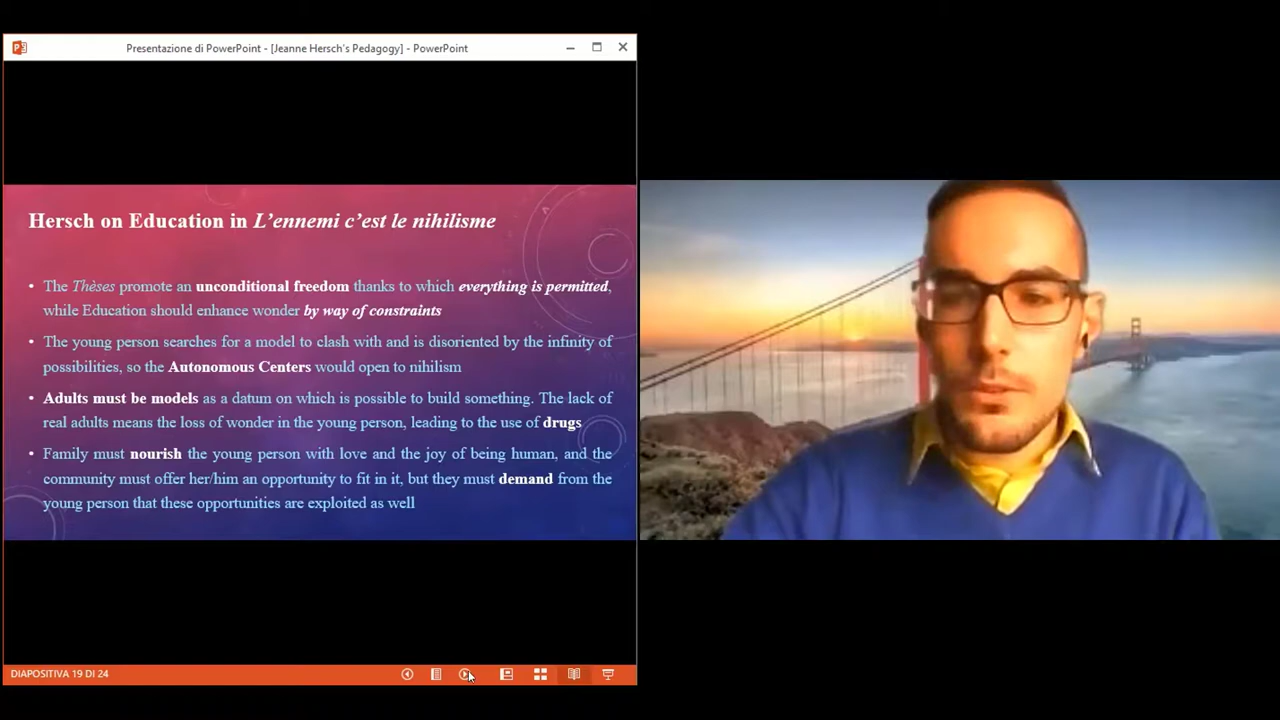 Presentazione di PowerPoint - [Jeanne Hersch's Pedagogy] - PowerPoint
Hersch on Education in L’ennemi c’est le nihilisme
• The Thèses promote an unconditional freedom thanks to which everything is permitted,
while Education should enhance wonder by way of constraints
• The young person searches for a model to clash with and is disoriented by the infinity of
possibilities, so the Autonomous Centers would open to nihilism
• Adults must be models as a datum on which is possible to build something. The lack of
real adults means the loss of wonder in the young person, leading to the use of drugs
• Family must nourish the young person with love and the joy of being human, and the
community must offer her/him an opportunity to fit in it, but they must demand from the
young person that these opportunities are exploited as well
DIAPOSITIVA 19 DI 24